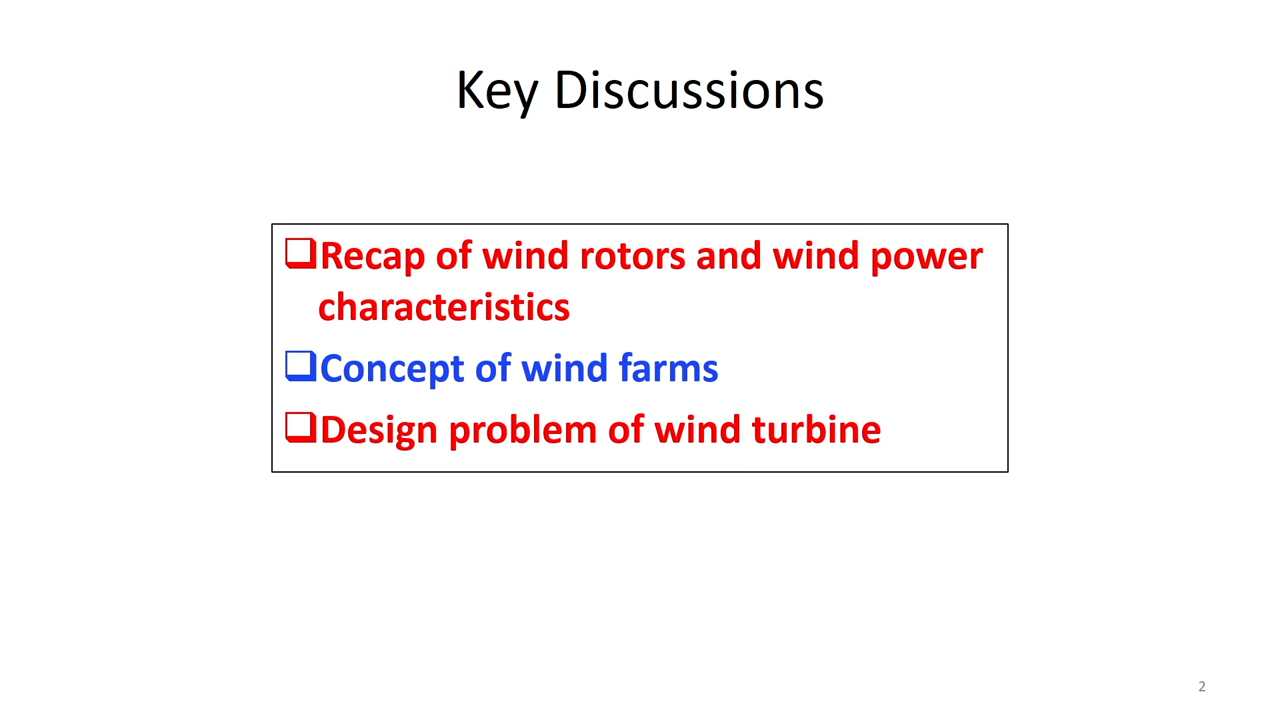 Key Discussions
❑Recap of wind rotors and wind power
characteristics
❑Concept of wind farms
❑Design problem of wind turbine
2